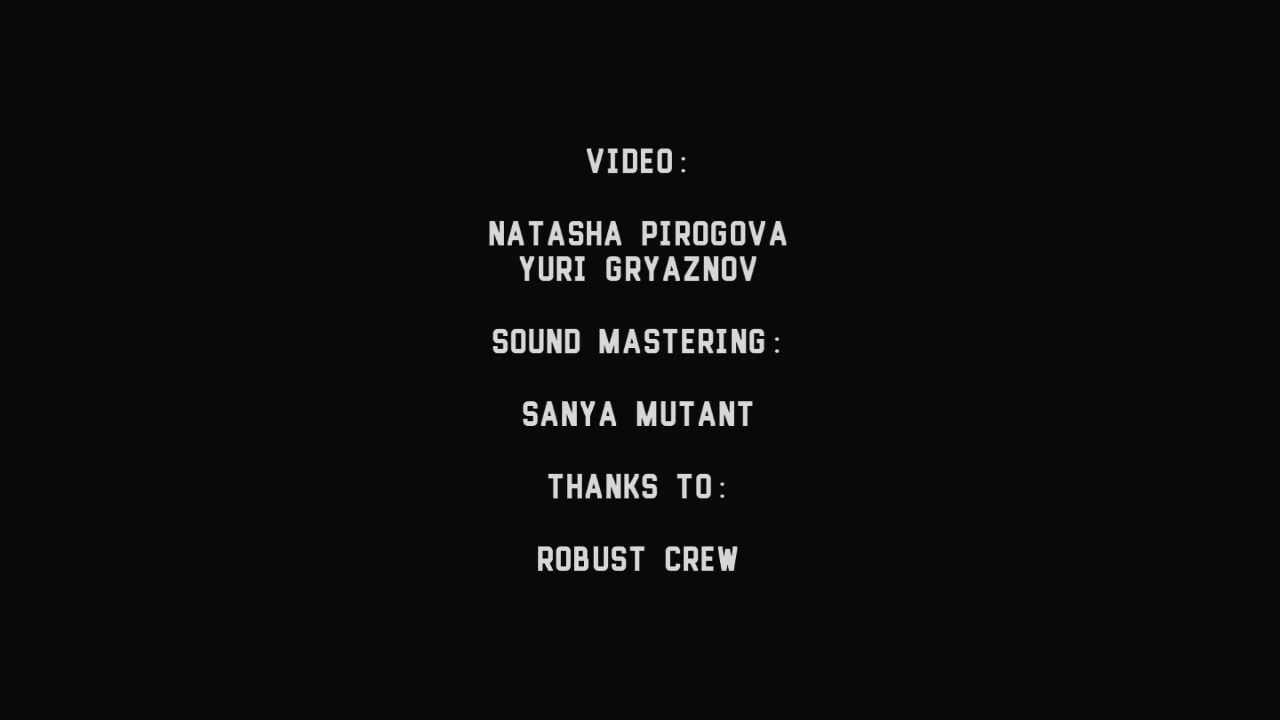 VIDEO:
NATASHA PIROGOVA
YURI GRYAZNOV
SOUND MASTERING:
SANYA MUTANT
THANKS TO:
ROBUST CREW